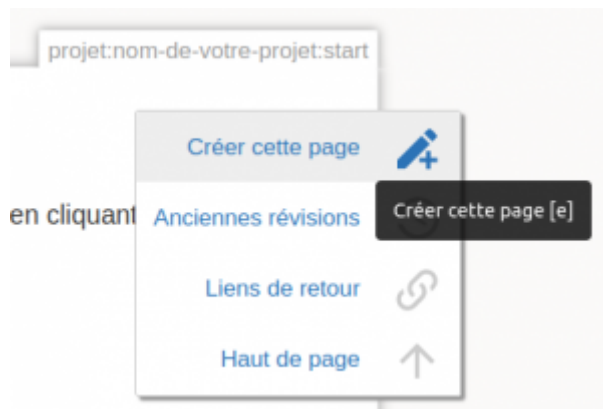 projet:nom-de-votre-projet:start
Créer cette page
en cliquant
Anciennes révisions
Créer cette page [e]
Liens de retour
Haut de page